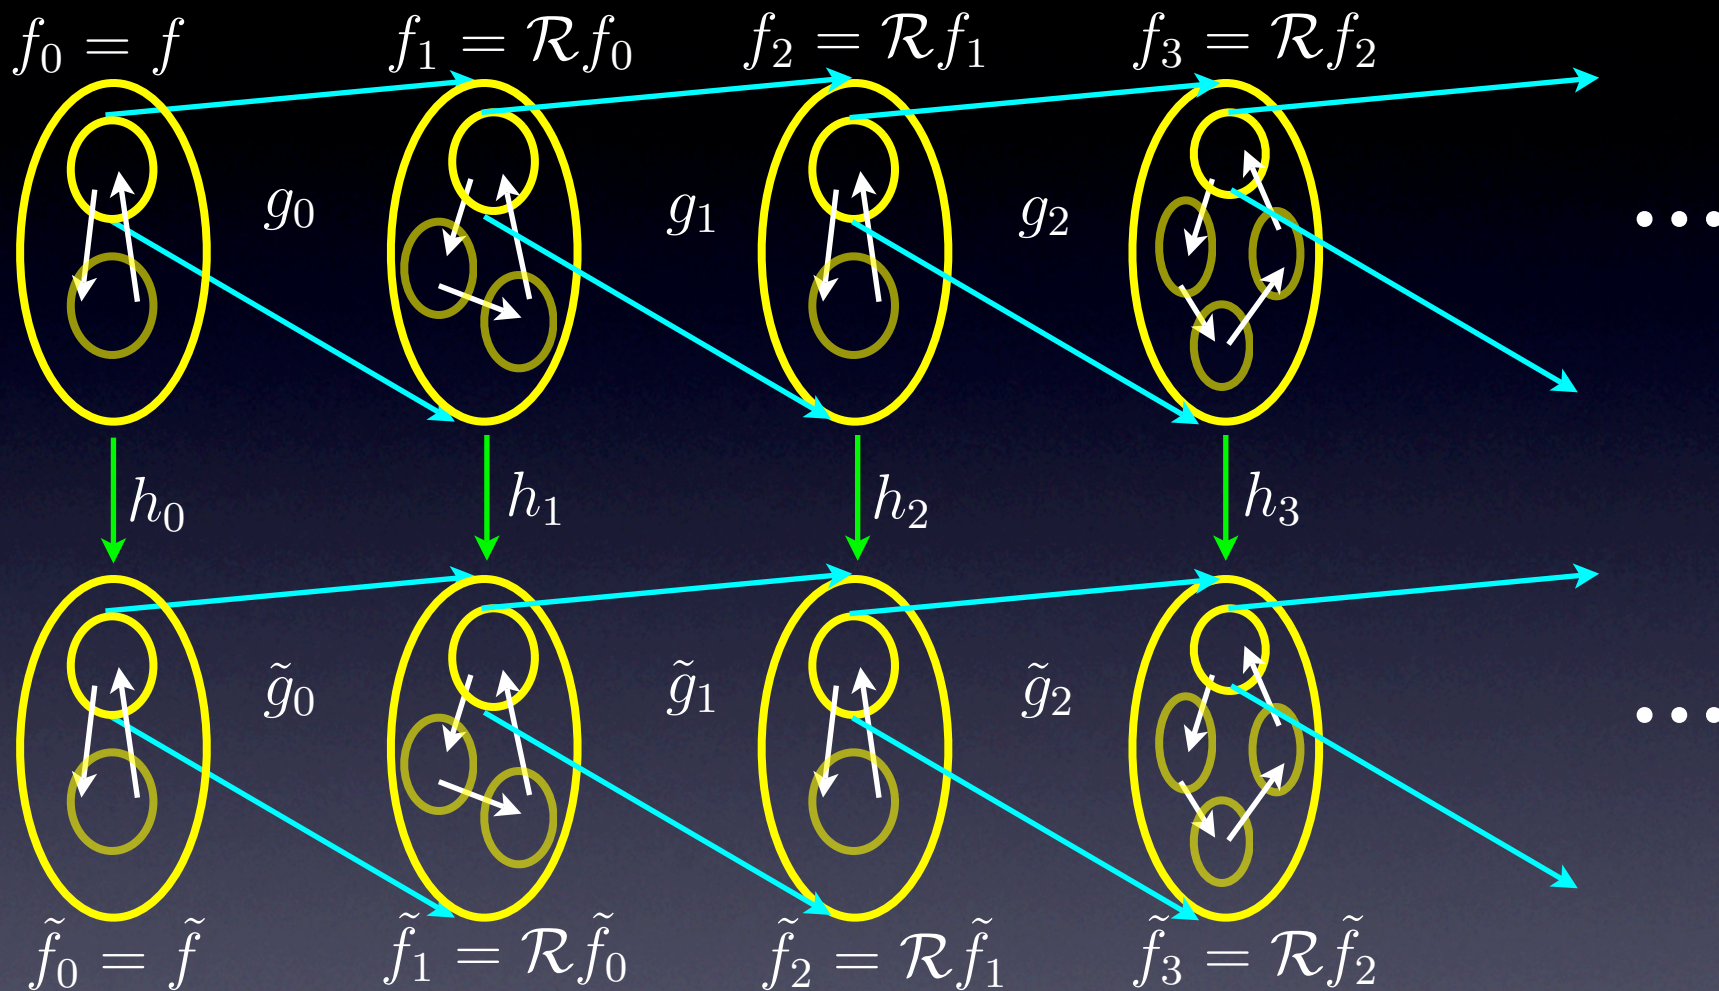 f₀ = f f₁ = ℛf₀ f₂ = ℛf₁ f₃ = ℛf₂
g₀ g₁ g₂ •••
h₀ h₁ h₂ h₃
g̃₀ g̃₁ g̃₂ •••
f̃₀ = f̃ f̃₁ = ℛf̃₀ f̃₂ = ℛf̃₁ f̃₃ = ℛf̃₂